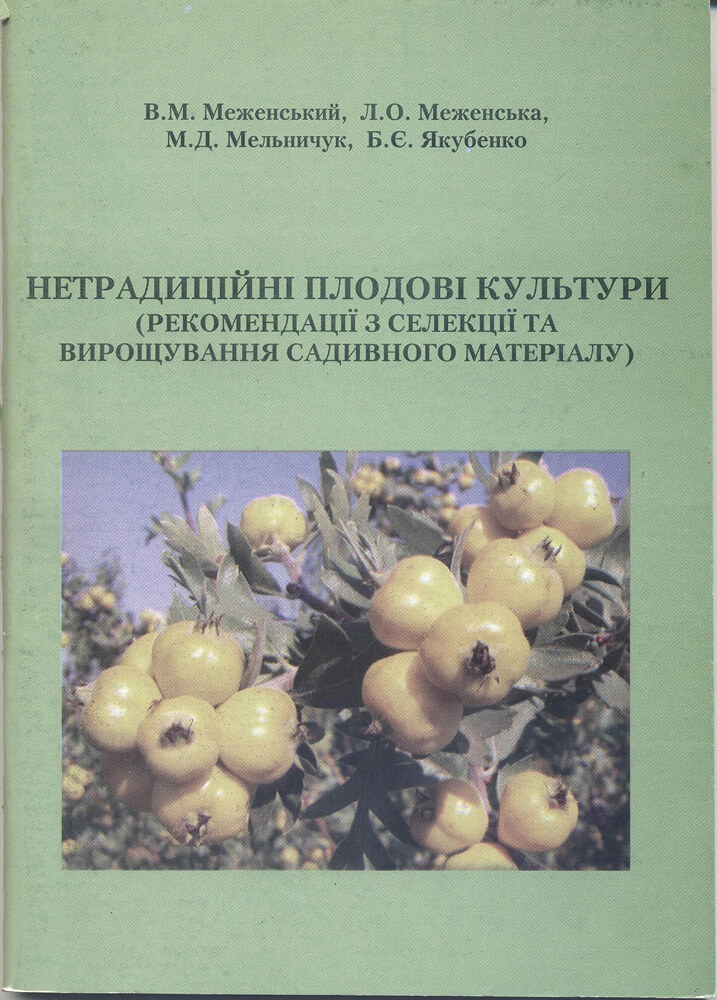 В.М. Меженський, Л.О. Меженська,
М.Д. Мельничук, Б.Є. Якубенко
НЕТРАДИЦІЙНІ ПЛОДОВІ КУЛЬТУРИ
(РЕКОМЕНДАЦІЇ З СЕЛЕКЦІЇ ТА
ВИРОЩУВАННЯ САДИВНОГО МАТЕРІАЛУ)